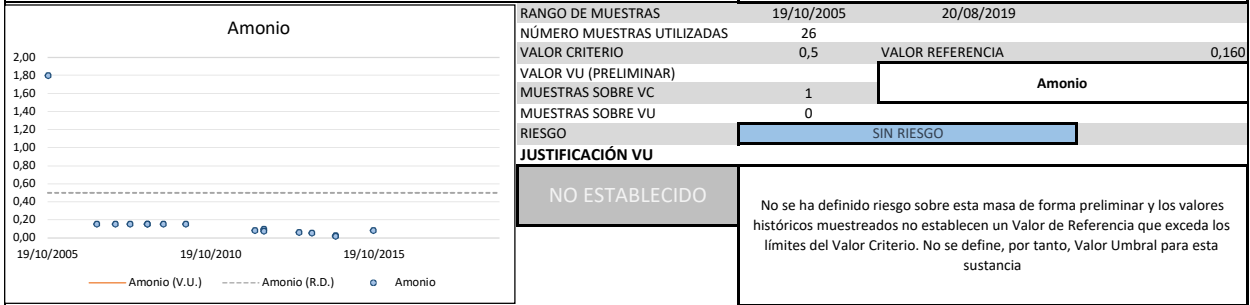 Amonio
2,00
1,80
1,60
1,40
1,20
1,00
0,80
0,60
0,40
0,20
0,00
19/10/2005 19/10/2010 19/10/2015
Amonio (V.U.) Amonio (R.D.) Amonio
RANGO DE MUESTRAS 19/10/2005 20/08/2019
NÚMERO MUESTRAS UTILIZADAS 26
VALOR CRITERIO 0,5 VALOR REFERENCIA 0,160
VALOR VU (PRELIMINAR)
Amonio
MUESTRAS SOBRE VC 1
MUESTRAS SOBRE VU 0
RIESGO SIN RIESGO
JUSTIFICACIÓN VU
NO ESTABLECIDO
No se ha definido riesgo sobre esta masa de forma preliminar y los valores
históricos muestreados no establecen un Valor de Referencia que exceda los
límites del Valor Criterio. No se define, por tanto, Valor Umbral para esta
sustancia